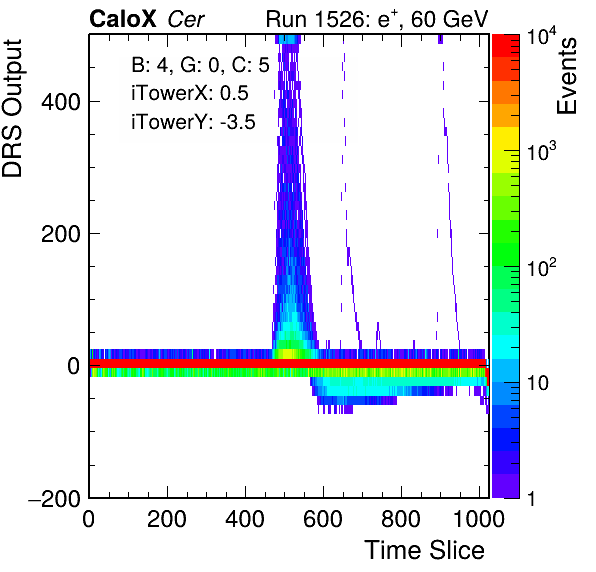 CaloX Cer Run 1526: e⁺, 60 GeV
B: 4, G: 0, C: 5
iTowerX: 0.5
iTowerY: -3.5
DRS Output
400
200
0
−200
0 200 400 600 800 1000
Time Slice
Events
10⁴
10³
10²
10
1